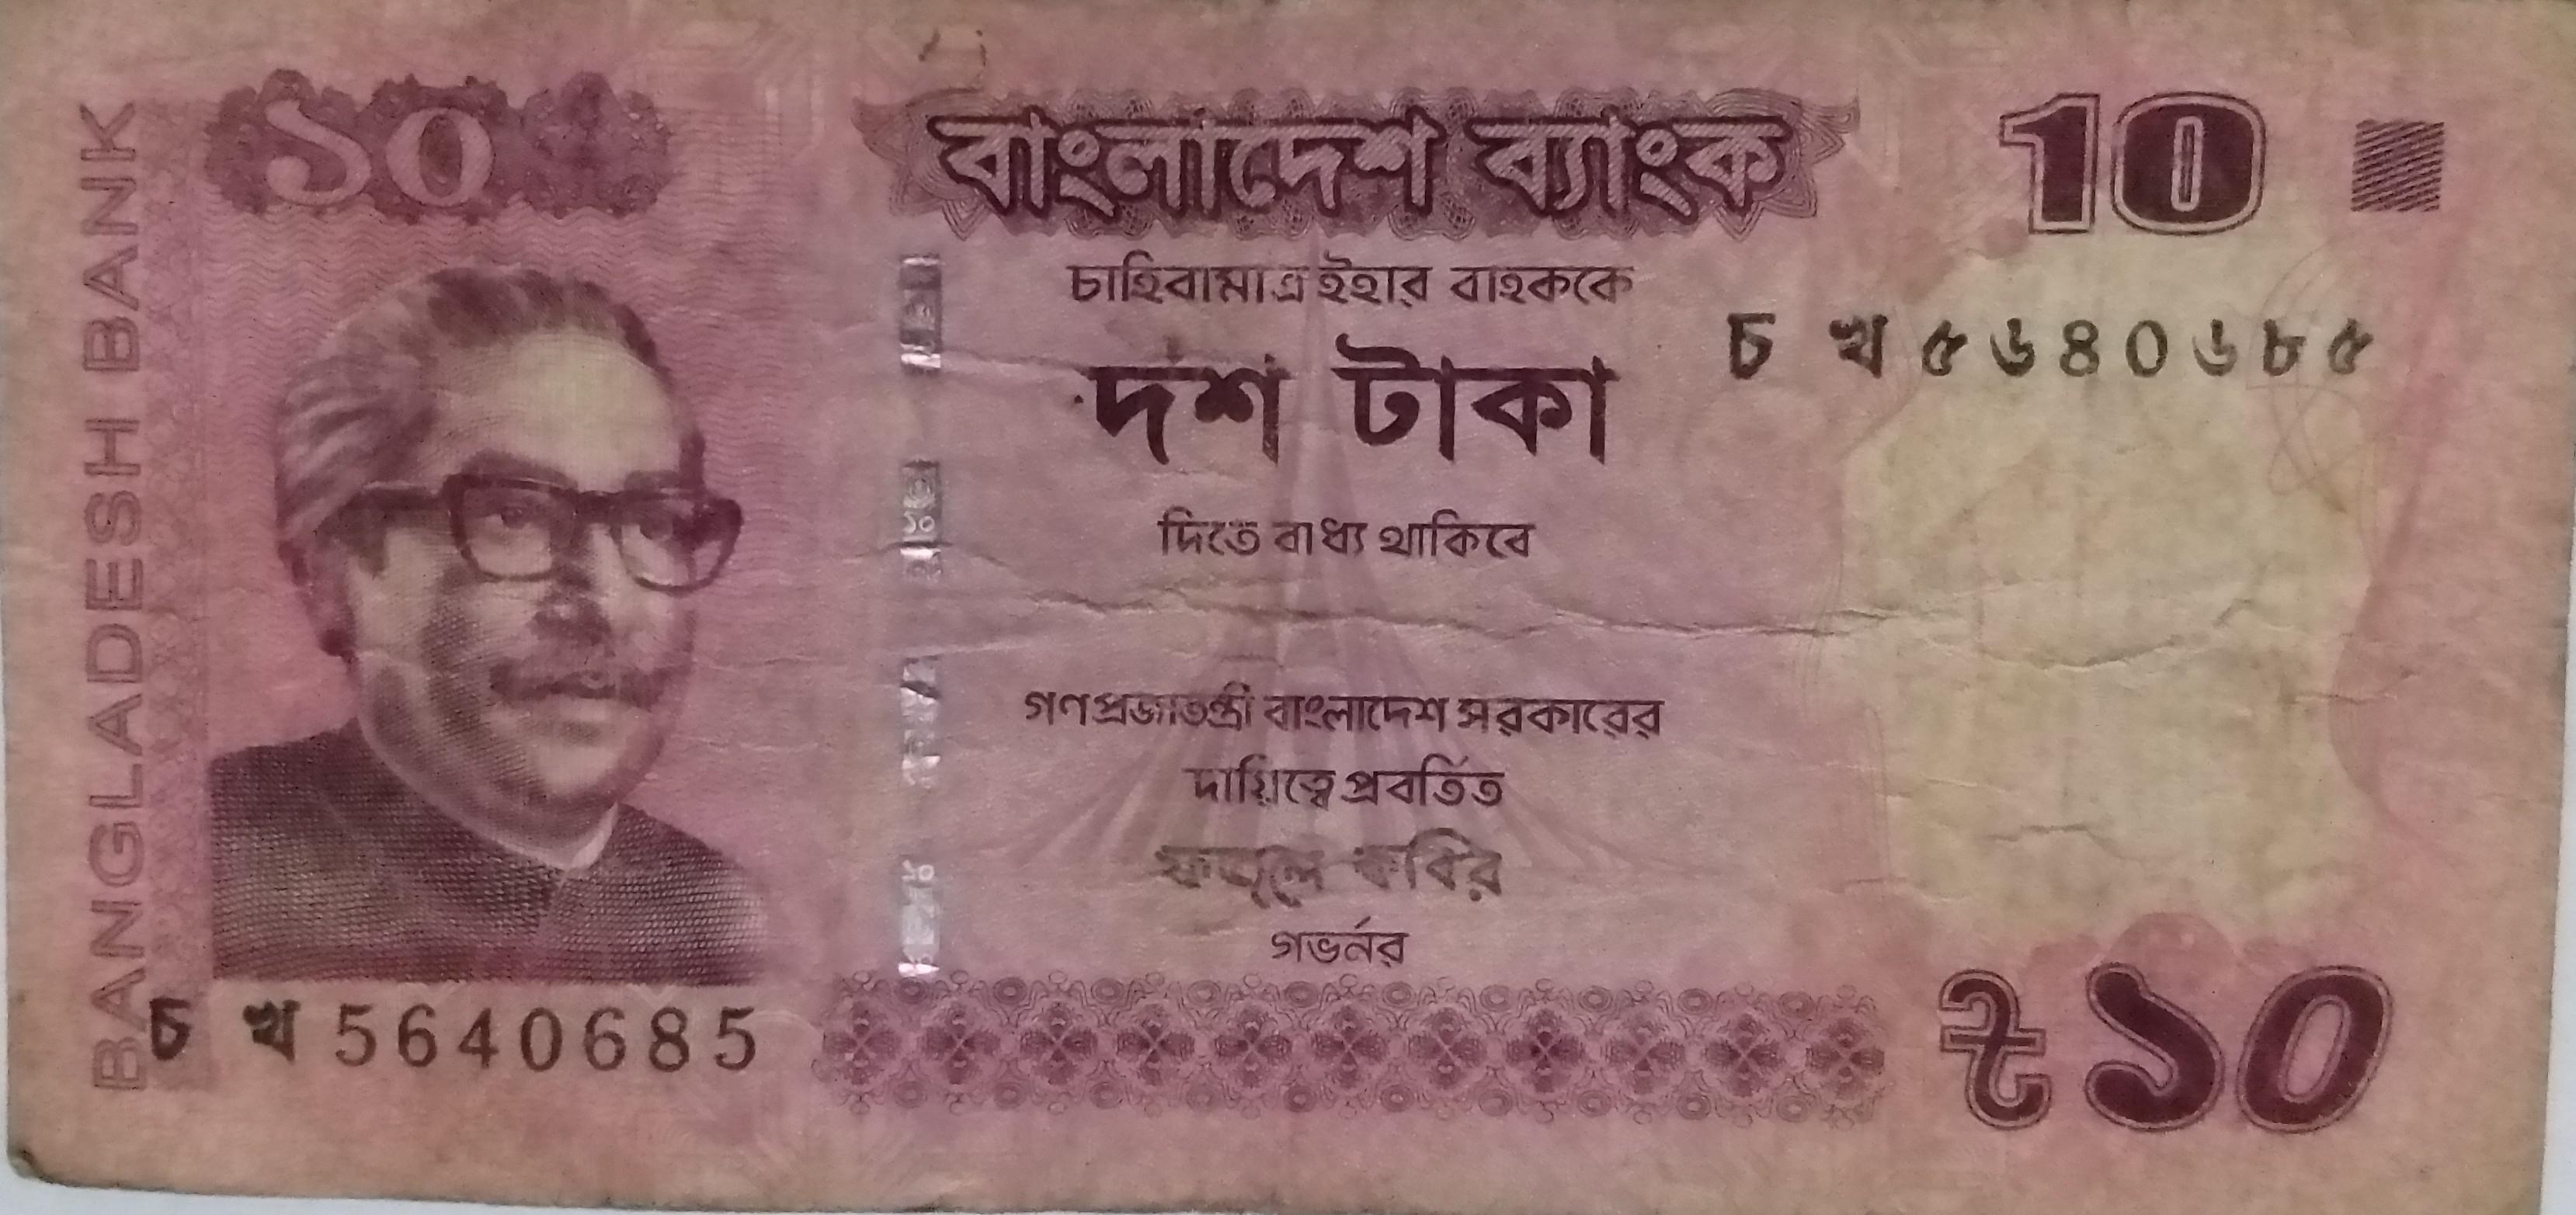 BANGLADESH BANK
১০
বাংলাদেশ ব্যাংক
10
চাহিবামাত্র ইহার বাহককে
চ খ ৫৬৪০৬৮৫
দশ টাকা
দিতে বাধ্য থাকিবে
গণপ্রজাতন্ত্রী বাংলাদেশ সরকারের
দায়িত্বে প্রবর্তিত
ফজলে কবির
গভর্নর
চ খ 5640685
৳১০